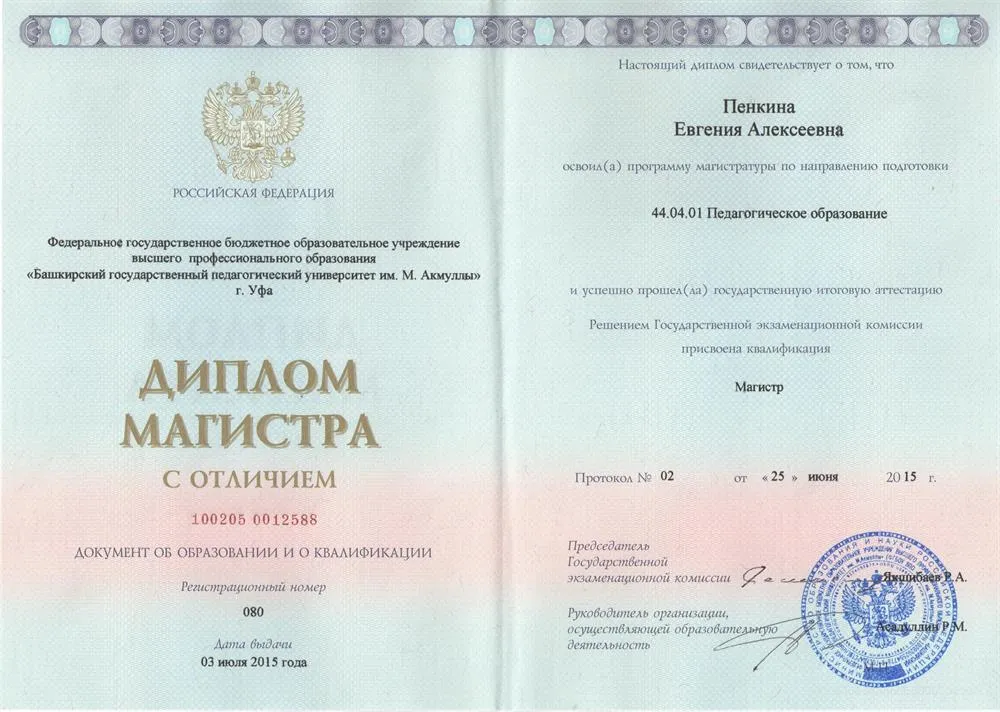 РОССИЙСКАЯ ФЕДЕРАЦИЯ
Федеральное государственное бюджетное образовательное учреждение
высшего профессионального образования
«Башкирский государственный педагогический университет им. М. Акмуллы»
г. Уфа
ДИПЛОМ
МАГИСТРА
С ОТЛИЧИЕМ
100205 0012588
ДОКУМЕНТ ОБ ОБРАЗОВАНИИ И О КВАЛИФИКАЦИИ
Регистрационный номер
080
Дата выдачи
03 июля 2015 года
Настоящий диплом свидетельствует о том, что
Пенкина
Евгения Алексеевна
освоил(а) программу магистратуры по направлению подготовки
44.04.01 Педагогическое образование
и успешно прошел(ла) государственную итоговую аттестацию
Решением Государственной экзаменационной комиссии
присвоена квалификация
Магистр
Протокол № 02 от « 25 » июня 2015 г.
Председатель
Государственной
экзаменационной комиссии Яхшибаев Р.А.
Руководитель организации,
осуществляющей образовательную Асадуллин Р.М.
деятельность
М.П.